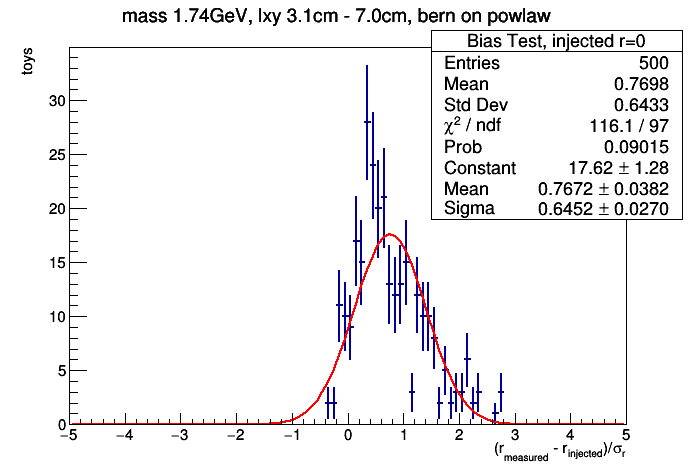 mass 1.74GeV, lxy 3.1cm - 7.0cm, bern on powlaw
Bias Test, injected r=0
Entries 500
Mean 0.7698
Std Dev 0.6433
χ² / ndf 116.1 / 97
Prob 0.09015
Constant 17.62 ± 1.28
Mean 0.7672 ± 0.0382
Sigma 0.6452 ± 0.0270
toys
30
25
20
15
10
5
0
−5 −4 −3 −2 −1 0 1 2 3 4 5
(r_measured - r_injected)/σ_r